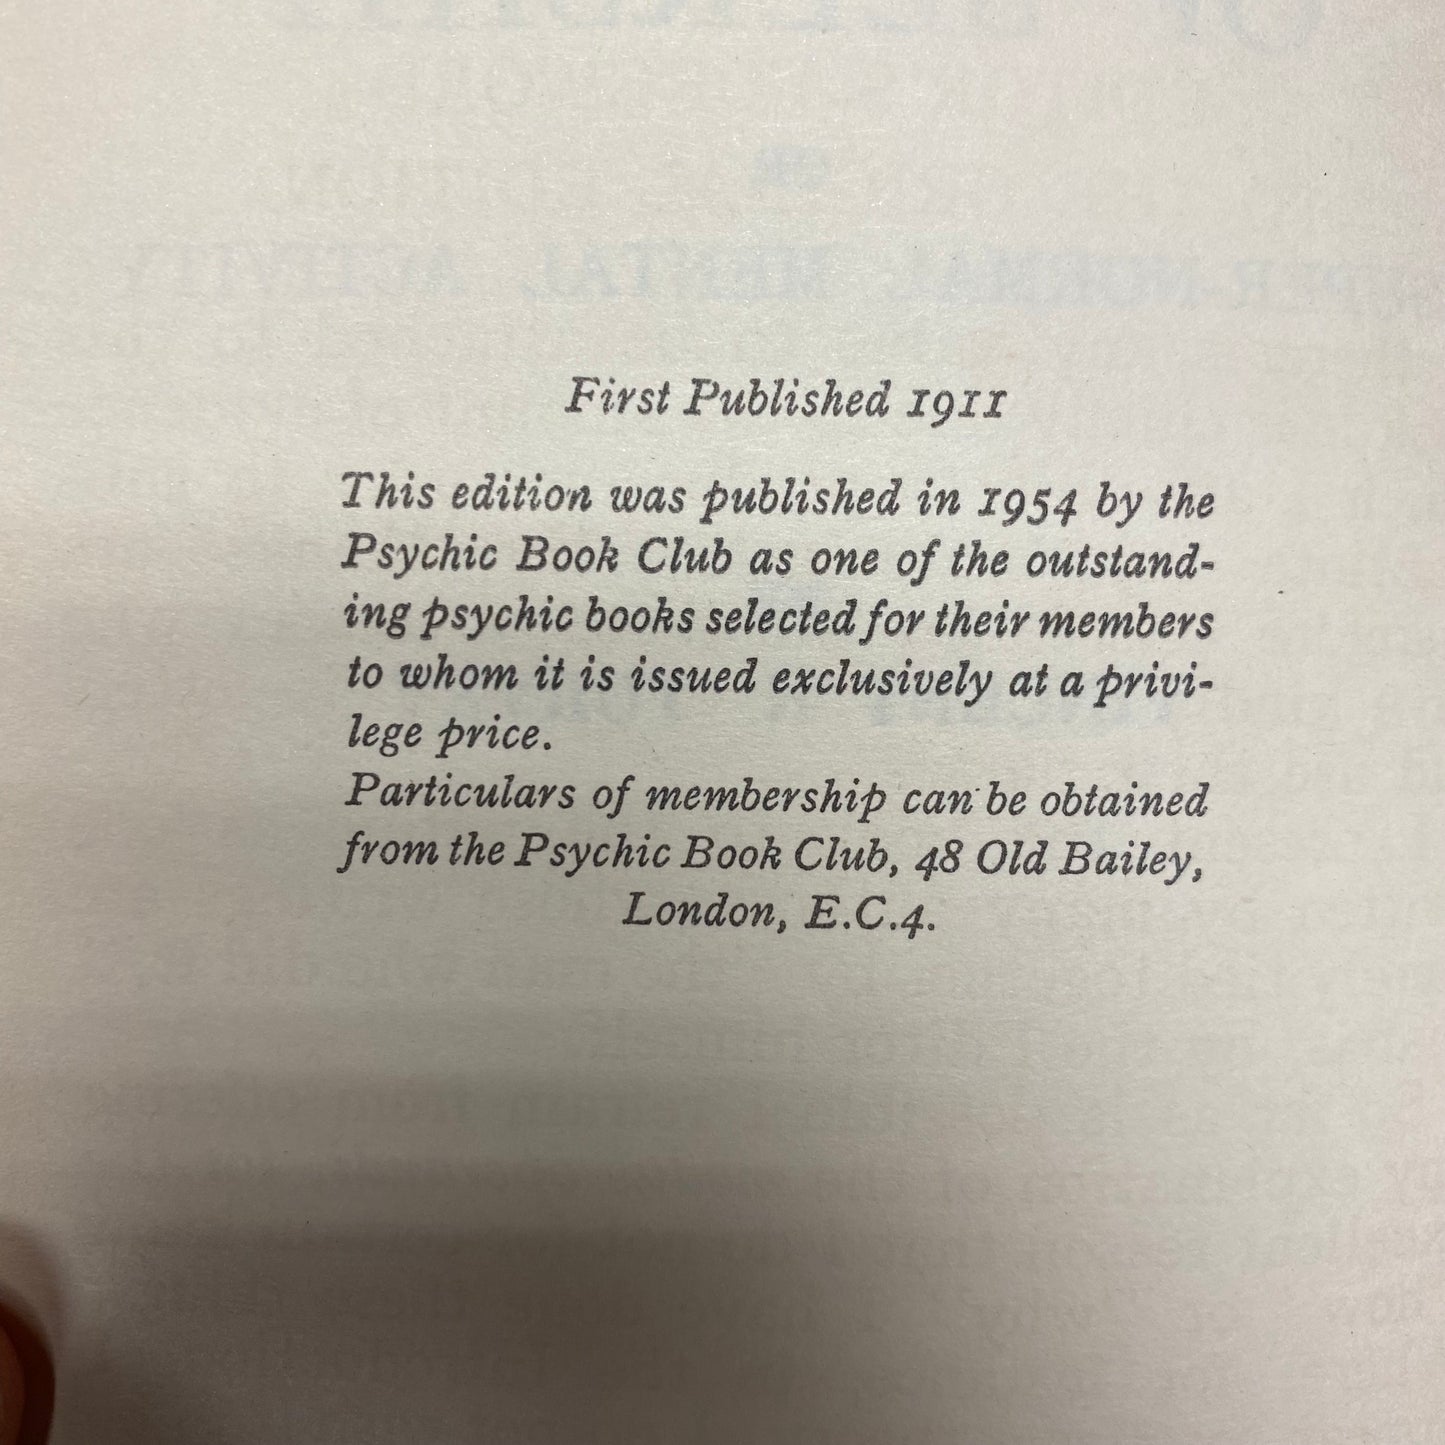 First Published 1911
This edition was published in 1954 by the
Psychic Book Club as one of the outstand-
ing psychic books selected for their members
to whom it is issued exclusively at a privi-
lege price.
Particulars of membership can be obtained
from the Psychic Book Club, 48 Old Bailey,
London, E.C.4.